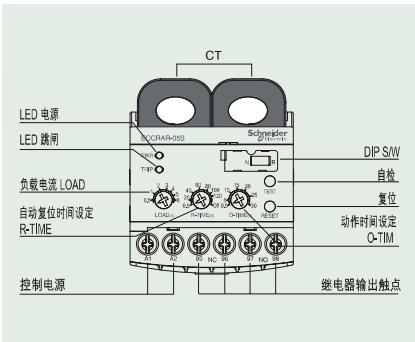 CT
LED 电源
LED 跳闸
负载电流 LOAD
自动复位时间设定
R-TIME
控制电源
EOCRAR-05S
Schneider
Electric
PWR
TRIP
N R
TEST
RESET
LOAD(A)
R-TIME(S)
O-TIME(S)
A1 A2 95 NC 96 97 NO 98
DIP S/W
自检
复位
动作时间设定
O-TIM
继电器输出触点